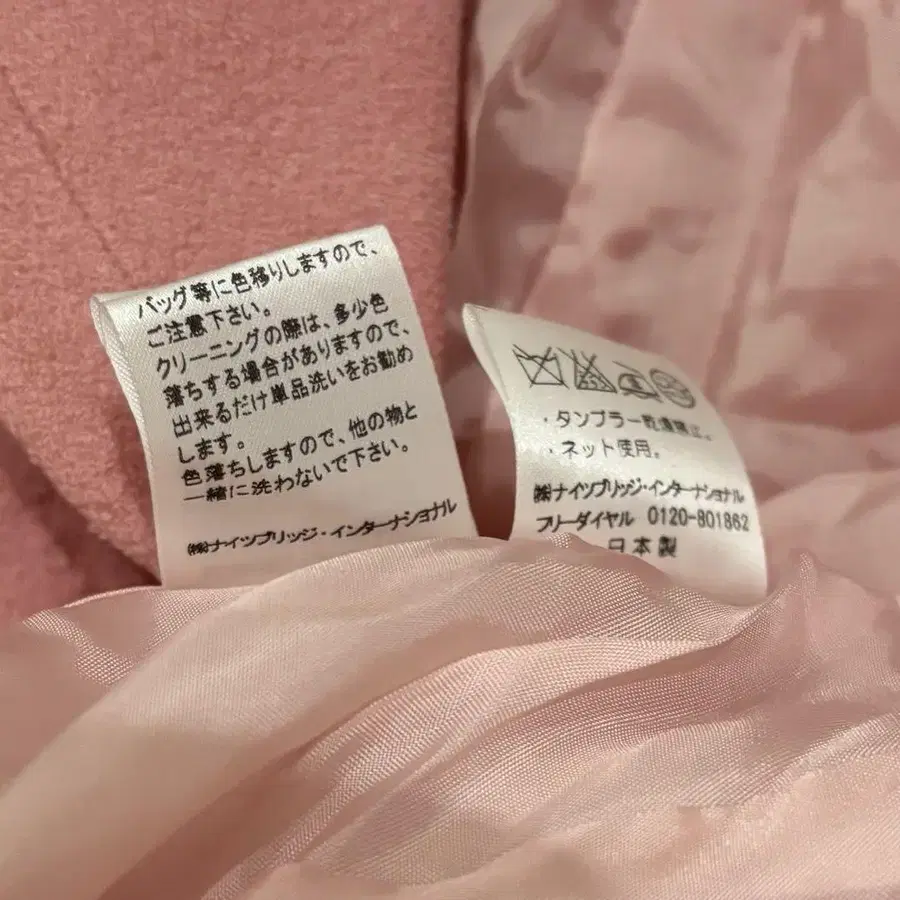 バッグ等に色移りしますので、
ご注意下さい。
クリーニングの際は、多少色
落ちする場合がありますので、
出来るだけ単品洗いをお勧め
します。
色落ちしますので、他の物と
一緒に洗わないで下さい。
㈱ナイツブリッジ・インターナショナル
・タンブラー乾燥禁止。
・ネット使用。
㈱ナイツブリッジ・インターナショナル
フリーダイヤル 0120-801862
日本製